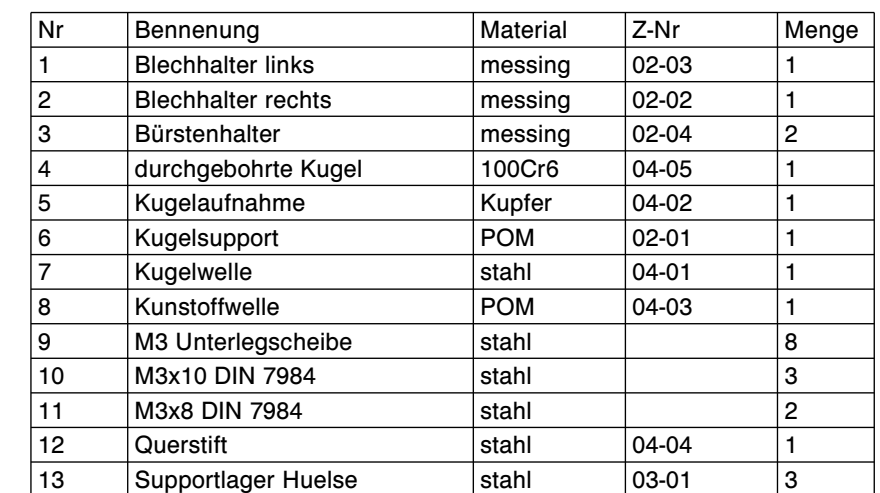 Nr Bennenung Material Z-Nr Menge
1 Blechhalter links messing 02-03 1
2 Blechhalter rechts messing 02-02 1
3 Bürstenhalter messing 02-04 2
4 durchgebohrte Kugel 100Cr6 04-05 1
5 Kugelaufnahme Kupfer 04-02 1
6 Kugelsupport POM 02-01 1
7 Kugelwelle stahl 04-01 1
8 Kunstoffwelle POM 04-03 1
9 M3 Unterlegscheibe stahl 8
10 M3x10 DIN 7984 stahl 3
11 M3x8 DIN 7984 stahl 2
12 Querstift stahl 04-04 1
13 Supportlager Huelse stahl 03-01 3